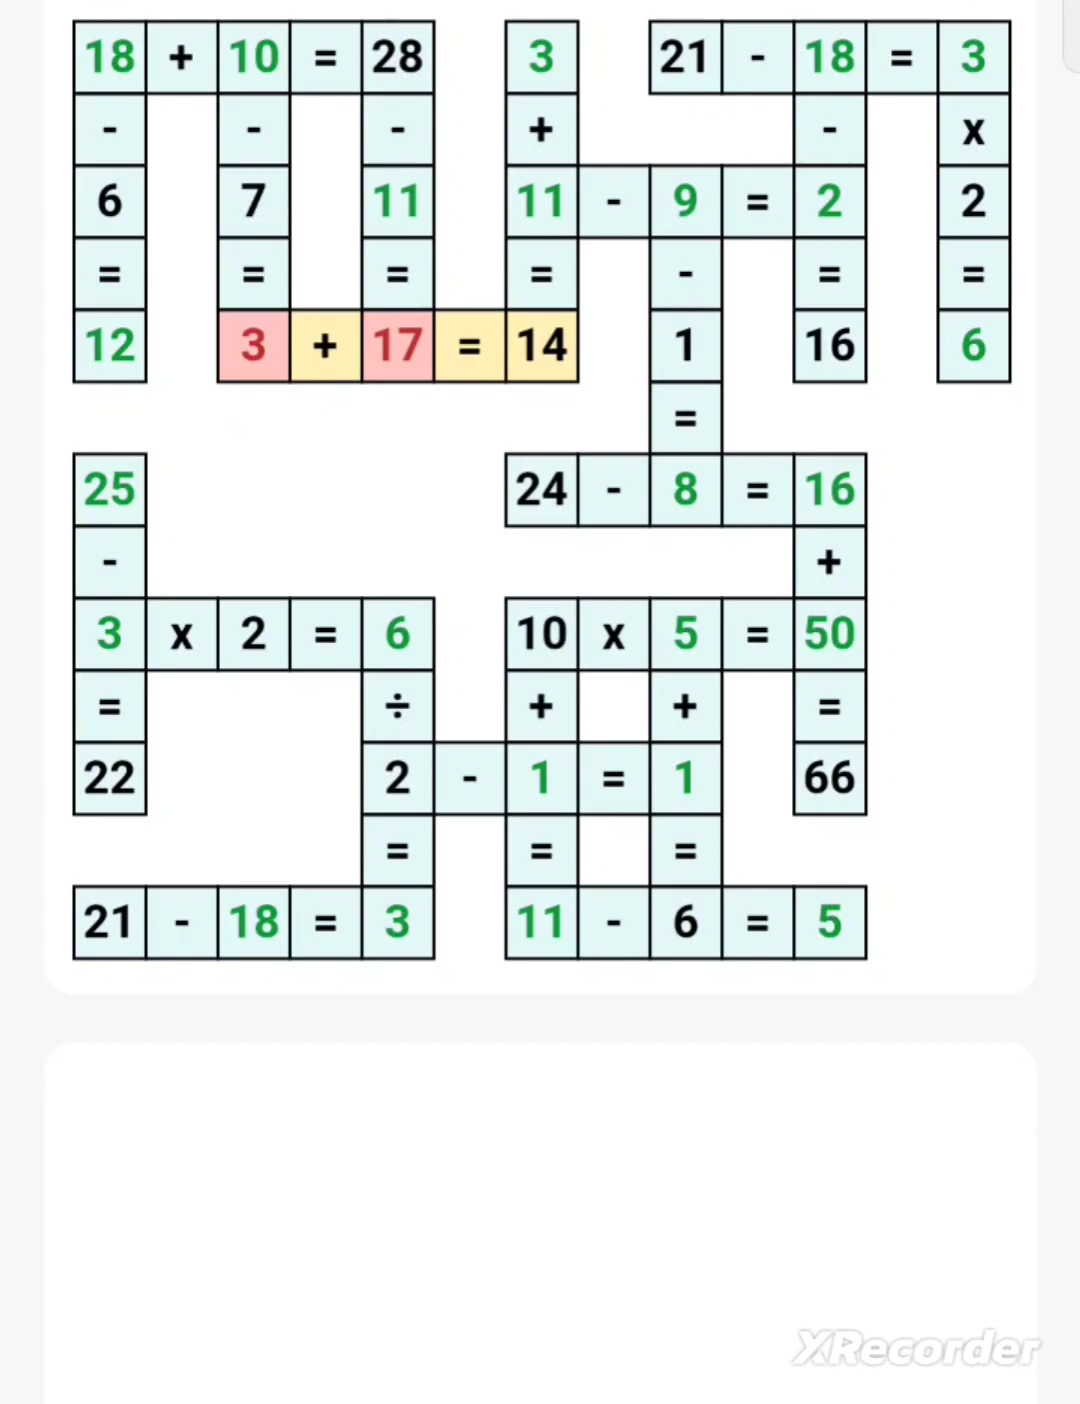 18 + 10 = 28 3 21 - 18 = 3
- - - + - x
6 7 11 11 - 9 = 2 2
= = = = - = =
12 3 + 17 = 14 1 16 6
=
25 24 - 8 = 16
- +
3 x 2 = 6 10 x 5 = 50
= ÷ + + =
22 2 - 1 = 1 66
= = =
21 - 18 = 3 11 - 6 = 5
XRecorder